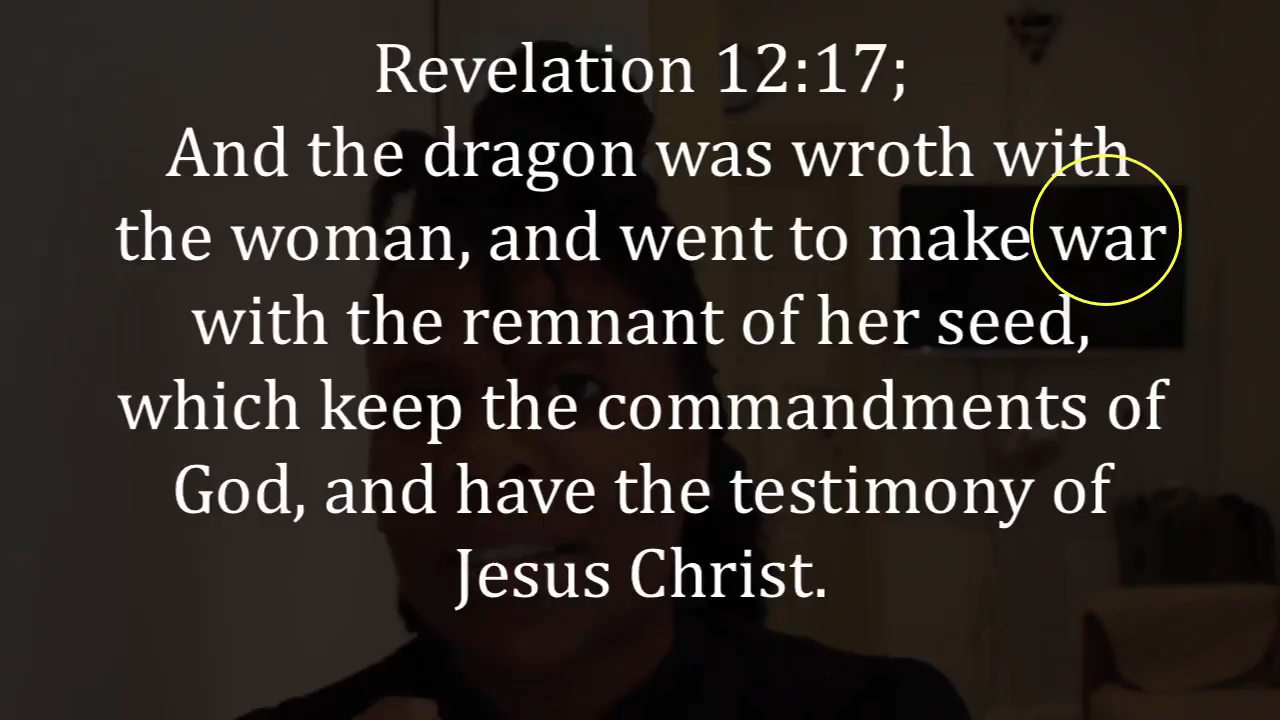 Revelation 12:17;
And the dragon was wroth with
the woman, and went to make war
with the remnant of her seed,
which keep the commandments of
God, and have the testimony of
Jesus Christ.